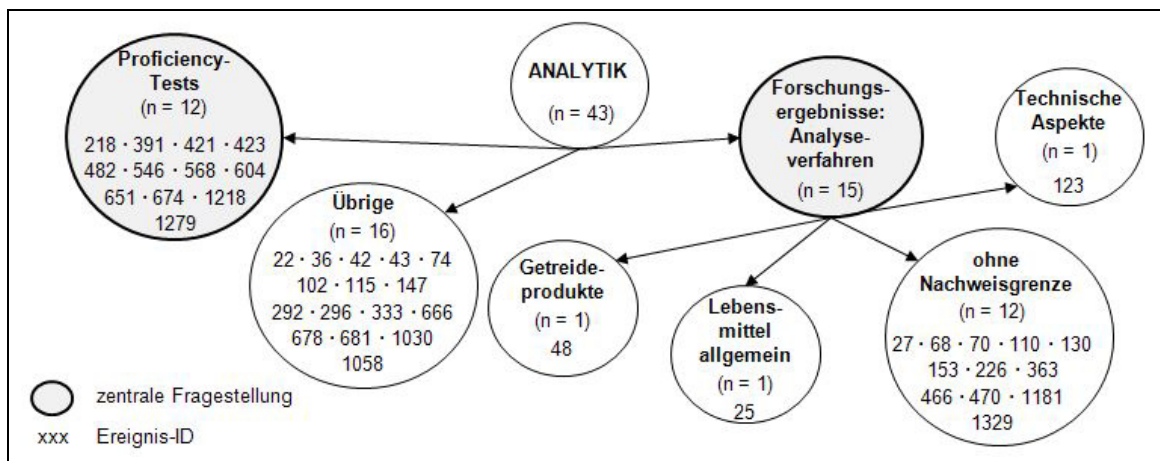 Proficiency-
Tests
(n = 12)
218 · 391 · 421 · 423
482 · 546 · 568 · 604
651 · 674 · 1218
1279
ANALYTIK
(n = 43)
Forschungs-
ergebnisse:
Analyse-
verfahren
(n = 15)
Technische
Aspekte
(n = 1)
123
Übrige
(n = 16)
22 · 36 · 42 · 43 · 74
102 · 115 · 147
292 · 296 · 333 · 666
678 · 681 · 1030
1058
Getreide-
produkte
(n = 1)
48
Lebens-
mittel
allgemein
(n = 1)
25
ohne
Nachweisgrenze
(n = 12)
27 · 68 · 70 · 110 · 130
153 · 226 · 363
466 · 470 · 1181
1329
zentrale Fragestellung
xxx Ereignis-ID